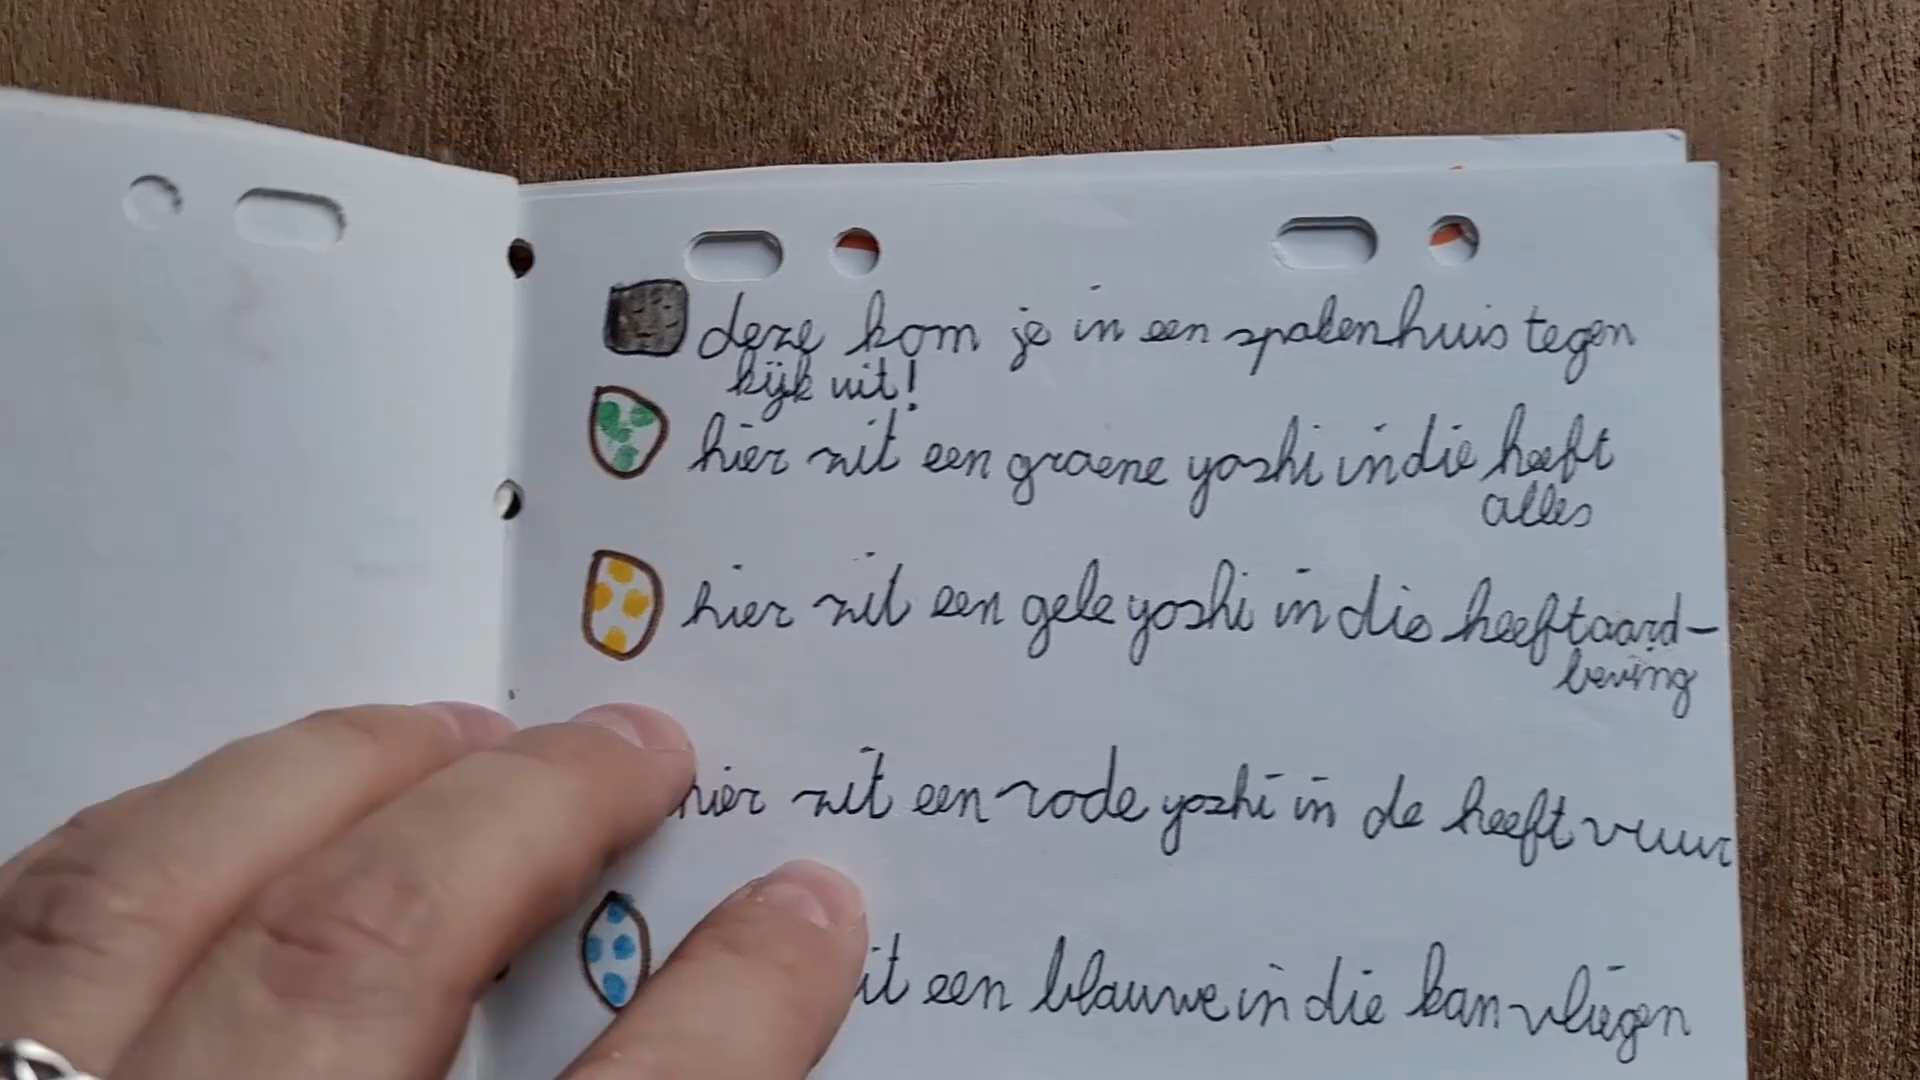 deze kom je in een spakenhuis tegen
kijk uit!
hier zit een groene yoshi in die heeft
alles
hier zit een gele yoshi in die heeft aard-
beving
hier zit een rode yoshi in de heeft vuur
een blauwe in die kan vliegen